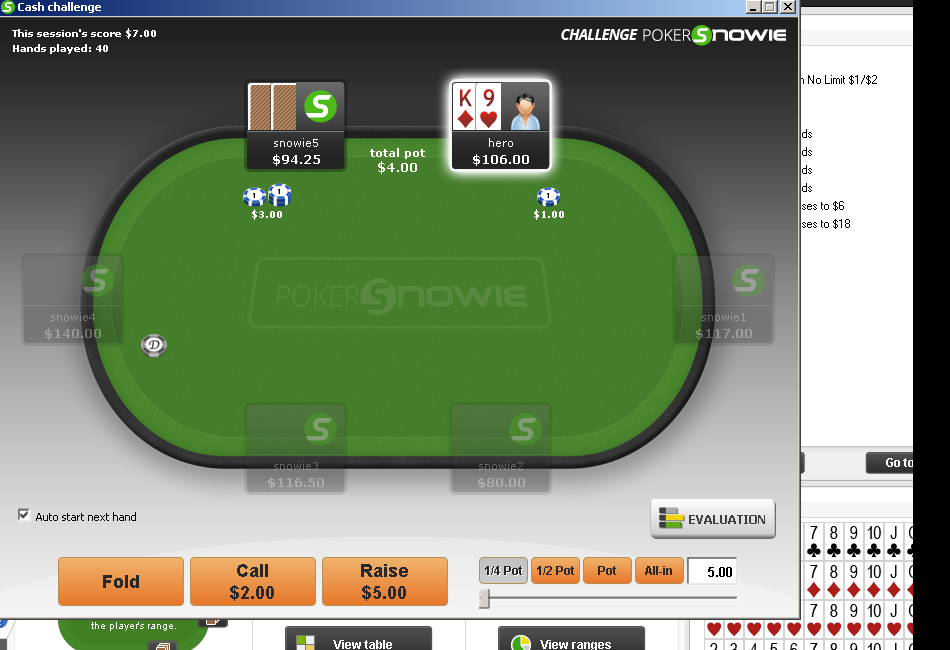 Cash challenge
This session's score $7.00
Hands played: 40
CHALLENGE POKERSNOWIE
No Limit $1/$2
K 9
S
snowie5
$94.25
hero
$106.00
total pot
$4.00
$3.00
$1.00
ds
ds
ds
ds
ses to $6
ses to $18
S
snowie4
$140.00
POKERSNOWIE
S
snowie1
$117.00
D
S
snowie3
$116.50
S
snowie2
$80.00
Go to
Auto start next hand
EVALUATION
Fold
Call
$2.00
Raise
$5.00
1/4 Pot
1/2 Pot
Pot
All-in
5.00
7 8 9 10 J
7 8 9 10 J
7 8 9 10 J
the player's range.
View table
View ranges